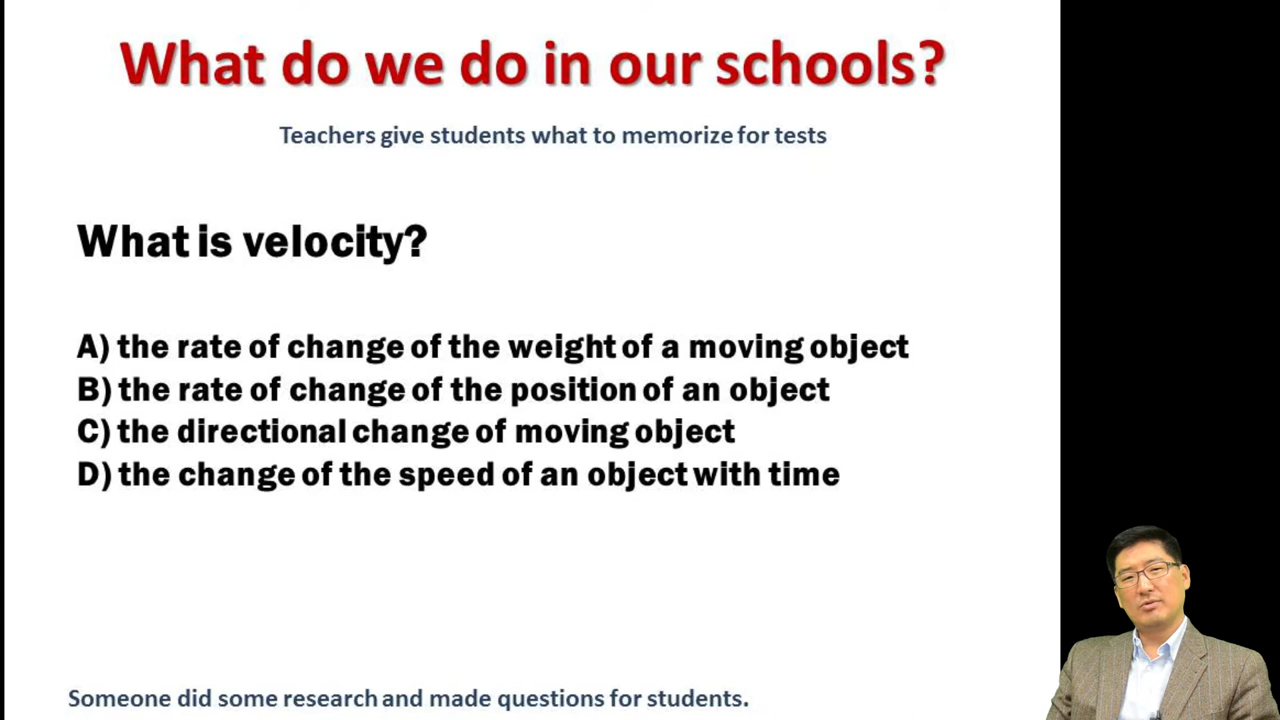 What do we do in our schools?
Teachers give students what to memorize for tests
What is velocity?
A) the rate of change of the weight of a moving object
B) the rate of change of the position of an object
C) the directional change of moving object
D) the change of the speed of an object with time
Someone did some research and made questions for students.